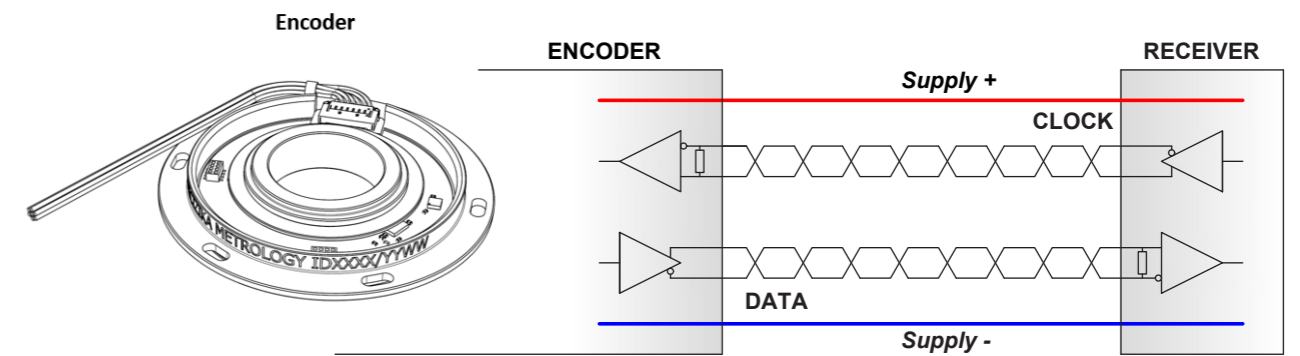 Encoder
ENCODER
RECEIVER
Supply +
CLOCK
METROLOGY IDXXXX/YYWW
DATA
Supply -